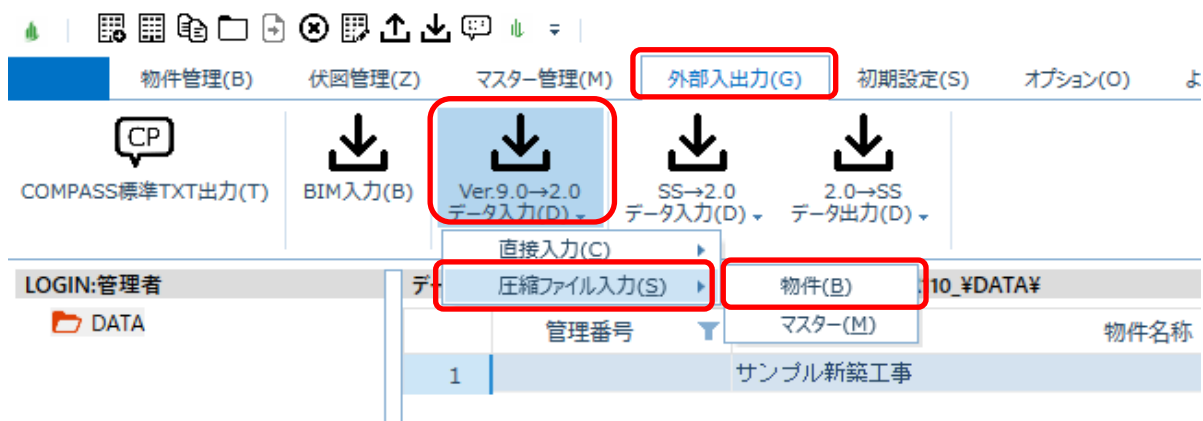 物件管理(B) 伏図管理(Z) マスター管理(M) 外部入出力(G) 初期設定(S) オプション(O) よ
CP
COMPASS標準TXT出力(T) BIM入力(B) Ver.9.0→2.0 SS→2.0 2.0→SS
データ入力(D) データ入力(D) データ出力(D)
直接入力(C)
LOGIN:管理者 デー 圧縮ファイル入力(S) 物件(B) 10_¥DATA¥
DATA マスター(M)
管理番号 物件名称
1 サンプル新築工事